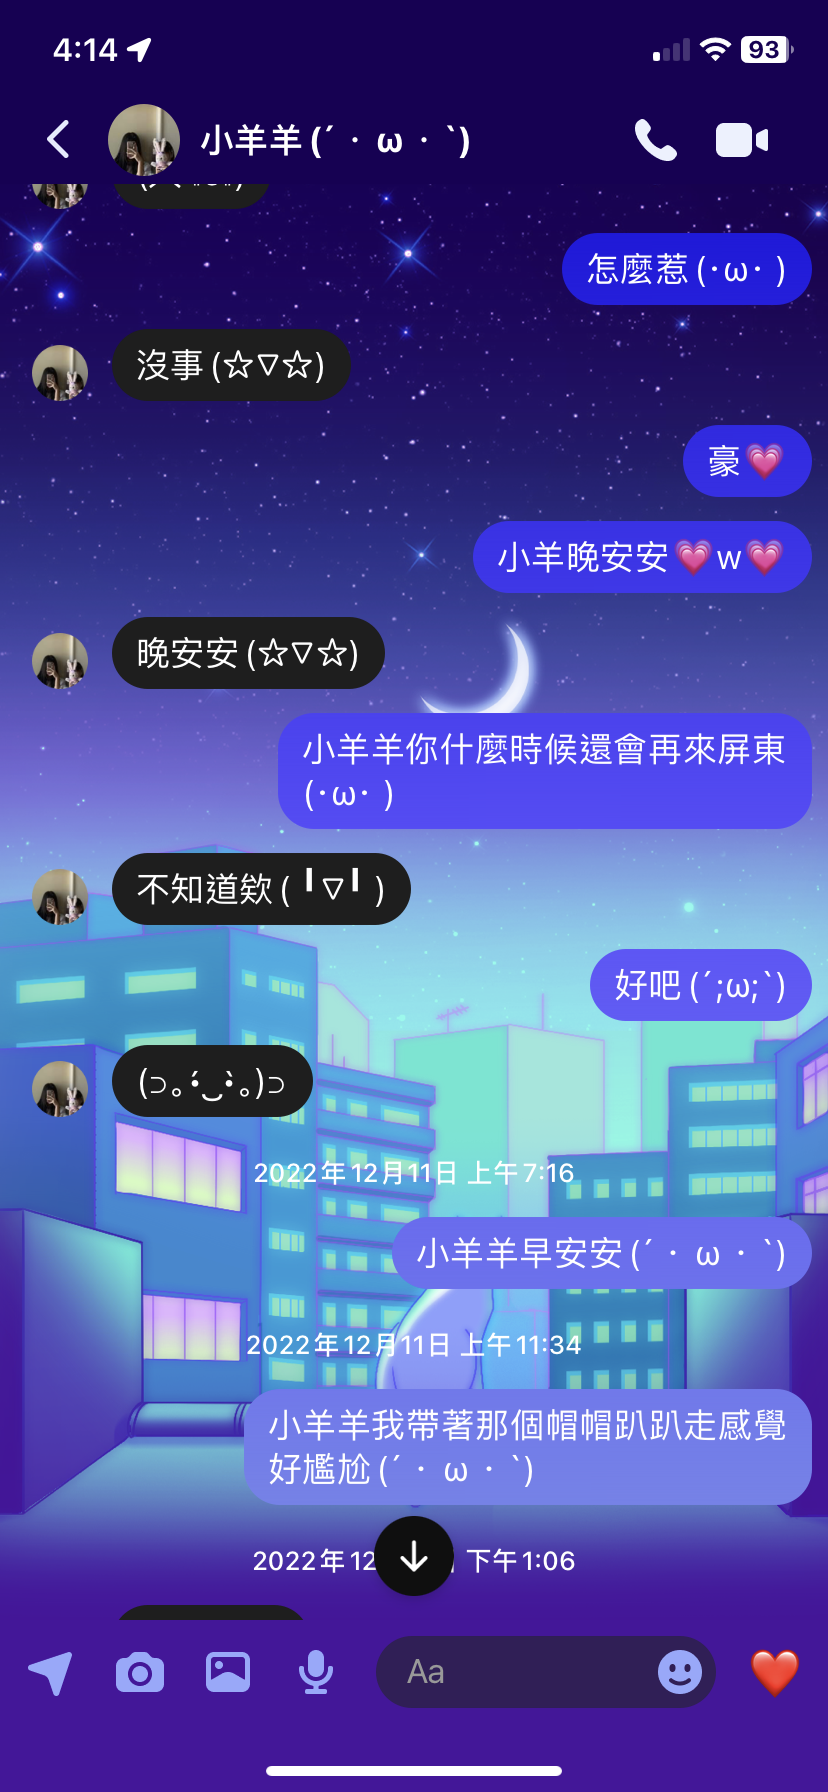 4:14
93
小羊羊 (´・ω・`)
怎麼惹 (･ω･ )
沒事 (☆▽☆)
豪💗
小羊晚安安💗w💗
晚安安 (☆▽☆)
小羊羊你什麼時候還會再來屏東
(･ω･ )
不知道欸 ( ╹▽╹ )
好吧 (´;ω;`)
(⊃｡•́‿•̀｡)⊃
2022年12月11日 上午7:16
小羊羊早安安 (´・ω・`)
2022年12月11日 上午11:34
小羊羊我帶著那個帽帽趴趴走感覺
好尷尬 (´・ω・`)
2022年12 下午1:06
Aa